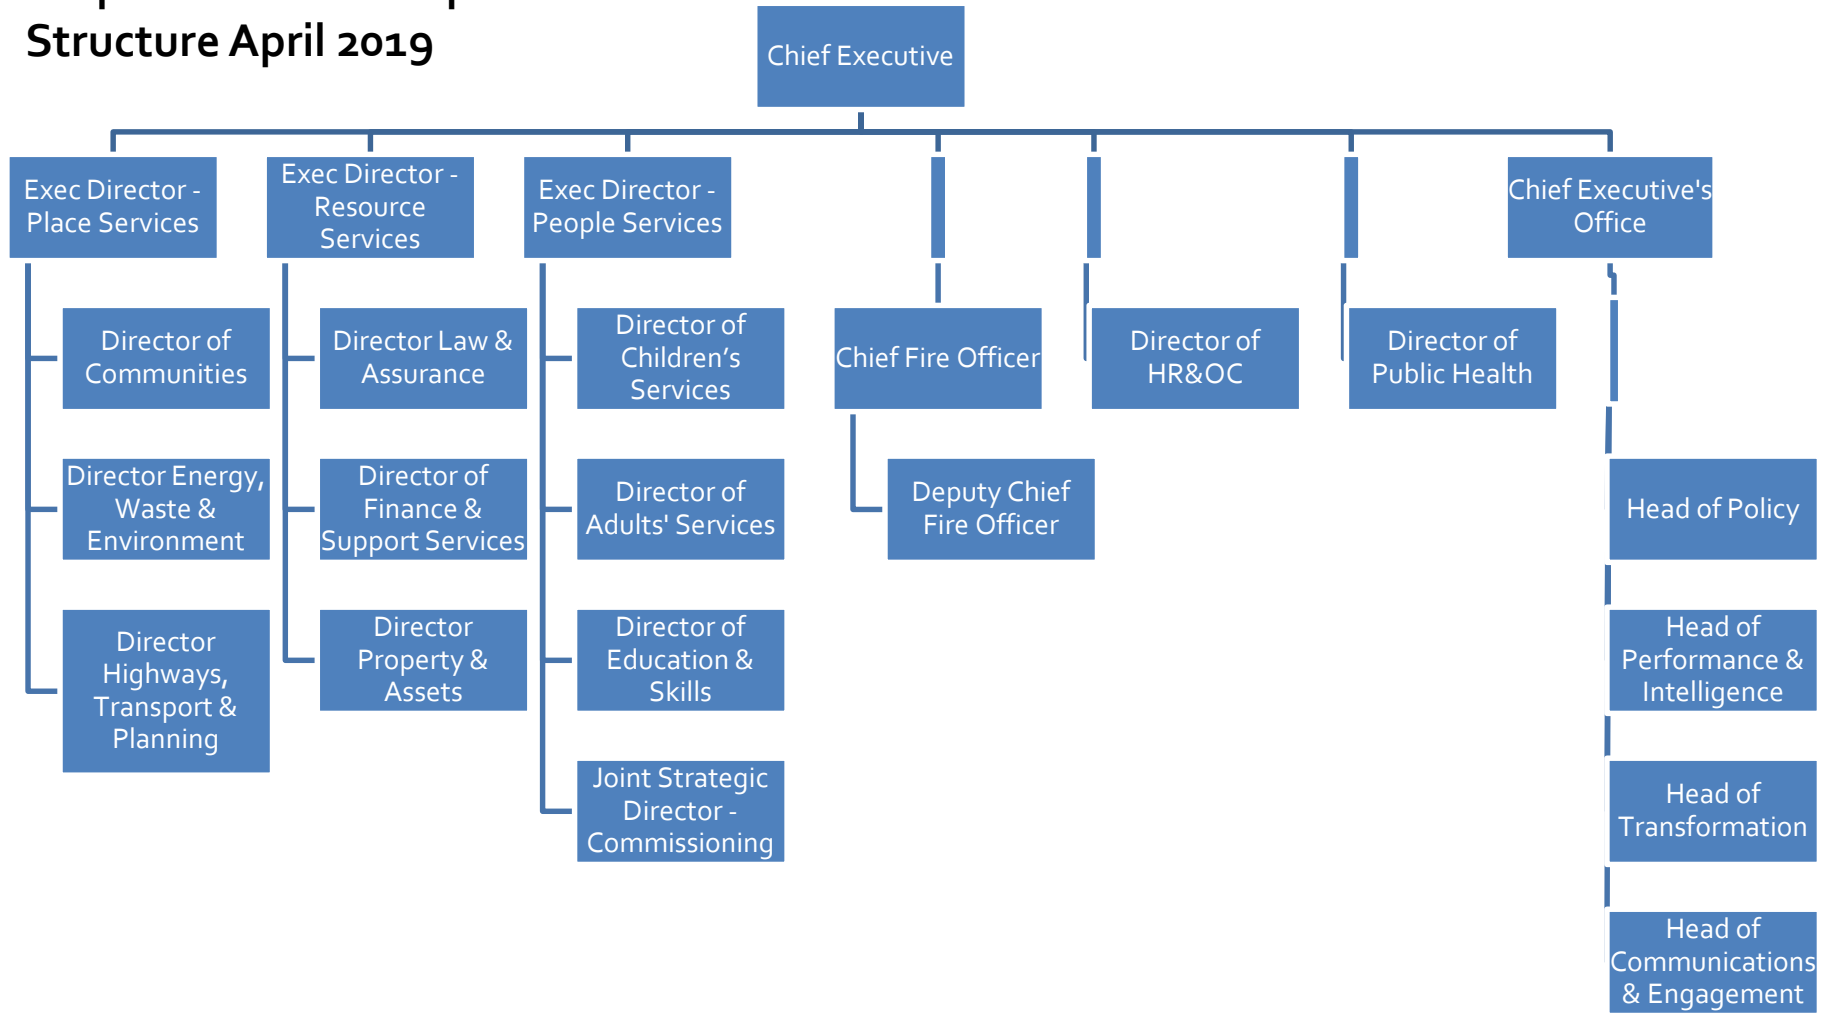 Structure April 2019
Chief Executive
Exec Director -
Place Services
Exec Director -
Resource
Services
Exec Director -
People Services
Chief Executive's
Office
Director of
Communities
Director Law &
Assurance
Director of
Children’s
Services
Chief Fire Officer
Director of
HR&OC
Director of
Public Health
Director Energy,
Waste &
Environment
Director of
Finance &
Support Services
Director of
Adults' Services
Deputy Chief
Fire Officer
Head of Policy
Director
Highways,
Transport &
Planning
Director
Property &
Assets
Director of
Education &
Skills
Head of
Performance &
Intelligence
Joint Strategic
Director -
Commissioning
Head of
Transformation
Head of
Communications
& Engagement